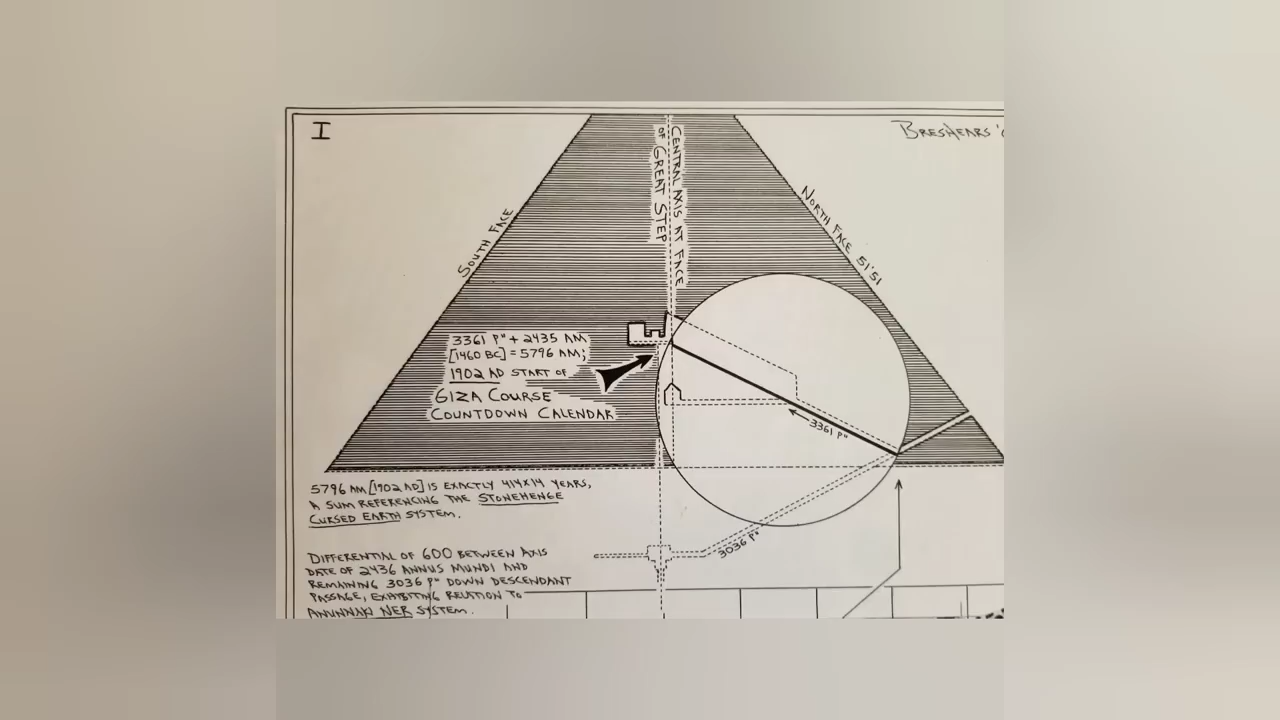 I
BRESHEARS '
CENTRAL AXIS AT FACE
OF GREAT STEP
SOUTH FACE
NORTH FACE 51°51
3361 P" + 2435 AM
[1460 BC] = 5796 AM;
1902 AD START OF
GIZA COURSE
COUNTDOWN CALENDAR
3361 P"
5796 AM [1902 AD] IS EXACTLY 414X14 YEARS,
A SUM REFERENCING THE STONEHENGE
CURSED EARTH SYSTEM.
3036 P"
DIFFERENTIAL OF 600 BETWEEN AXIS
DATE OF 2436 ANNUS MUNDI AND
REMAINING 3036 P" DOWN DESCENDANT
PASSAGE, EXHIBITING RELATION TO
ANUNNAKI NER SYSTEM.